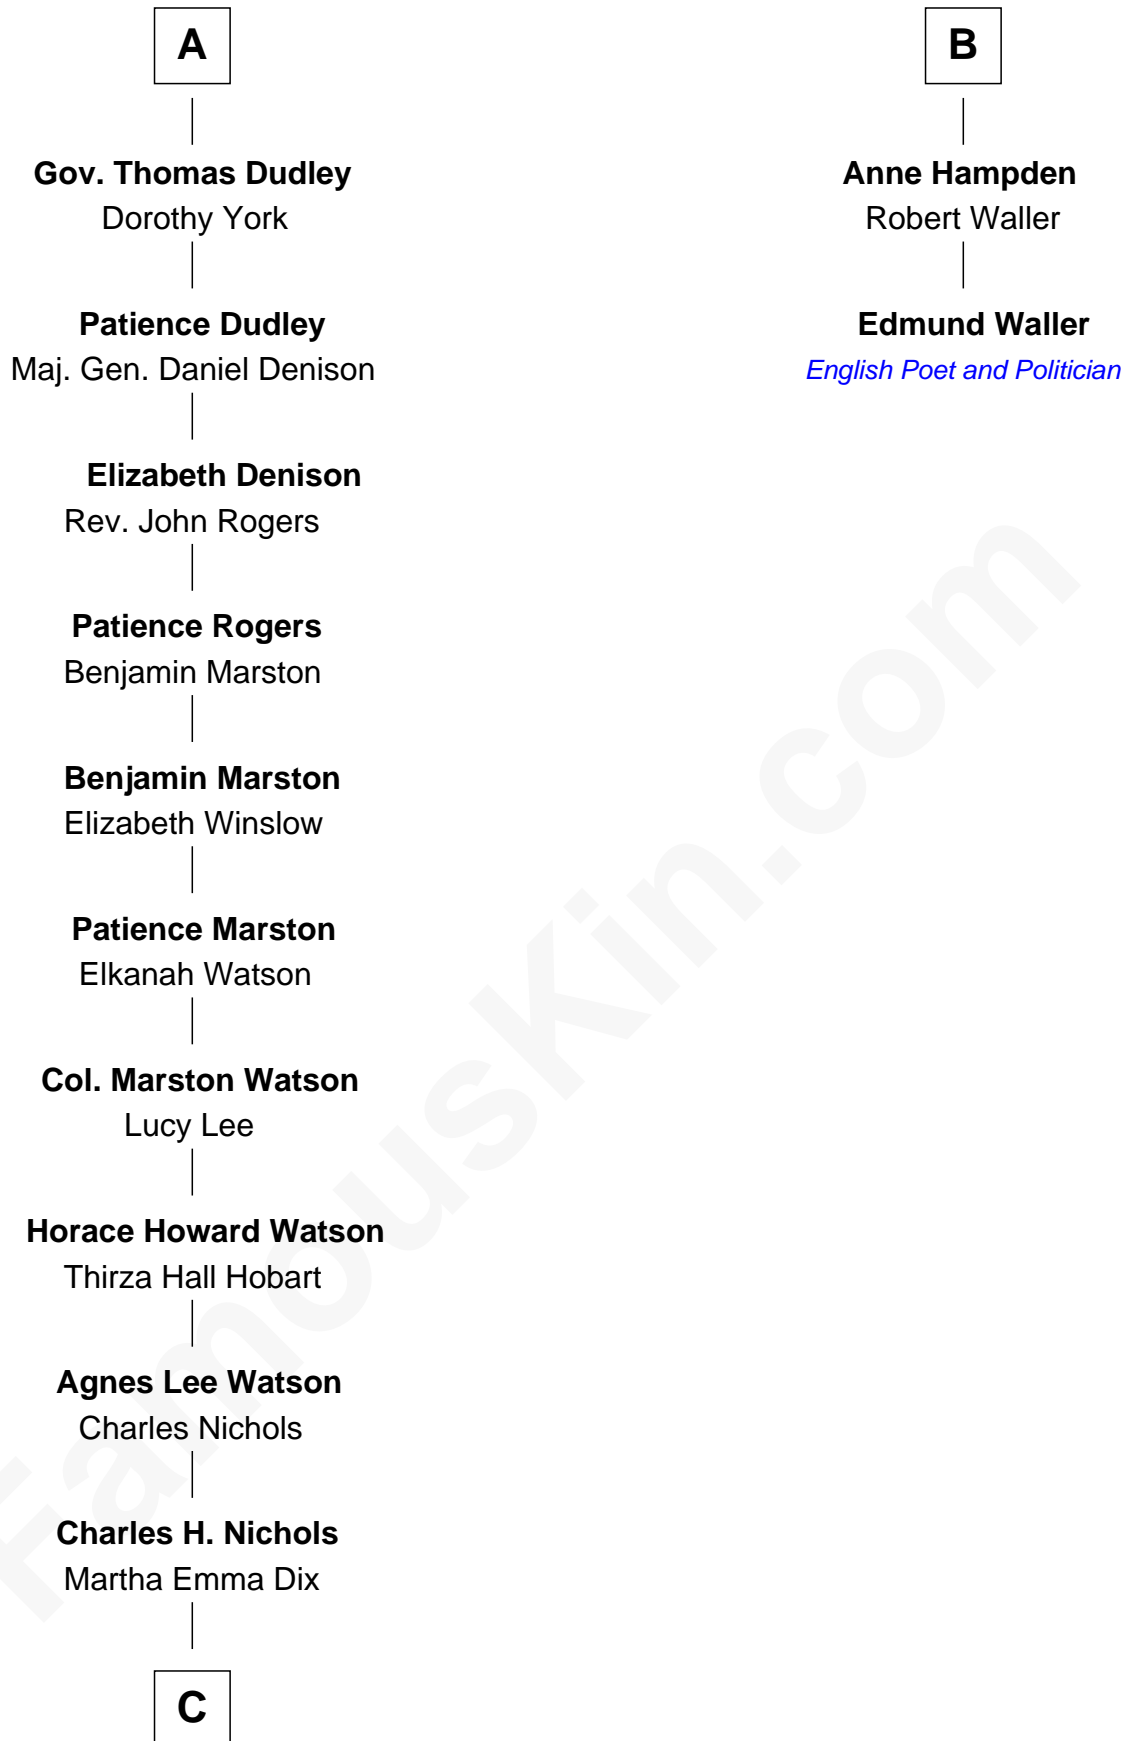 A
Gov. Thomas Dudley
Dorothy York
Patience Dudley
Maj. Gen. Daniel Denison
Elizabeth Denison
Rev. John Rogers
Patience Rogers
Benjamin Marston
Benjamin Marston
Elizabeth Winslow
Patience Marston
Elkanah Watson
Col. Marston Watson
Lucy Lee
Horace Howard Watson
Thirza Hall Hobart
Agnes Lee Watson
Charles Nichols
Charles H. Nichols
Martha Emma Dix
C
B
Anne Hampden
Robert Waller
Edmund Waller
English Poet and Politician
FamousKin.com